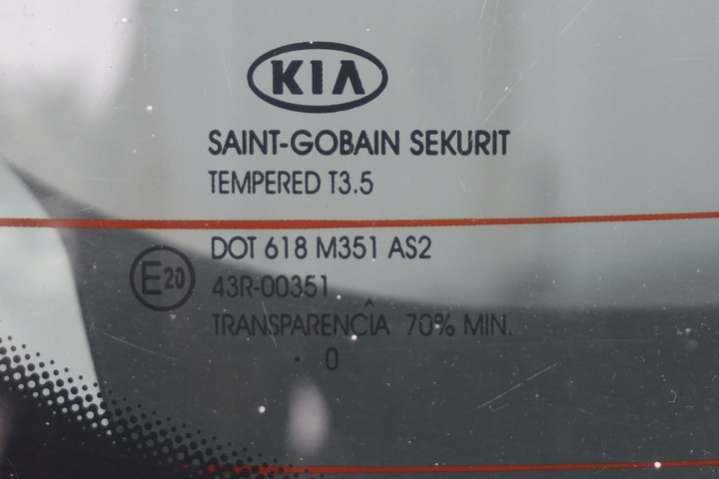 KIA
SAINT-GOBAIN SEKURIT
TEMPERED T3.5
DOT 618 M351 AS2
E20
43R-00351
TRANSPARENCÎA 70% MIN.
. 0